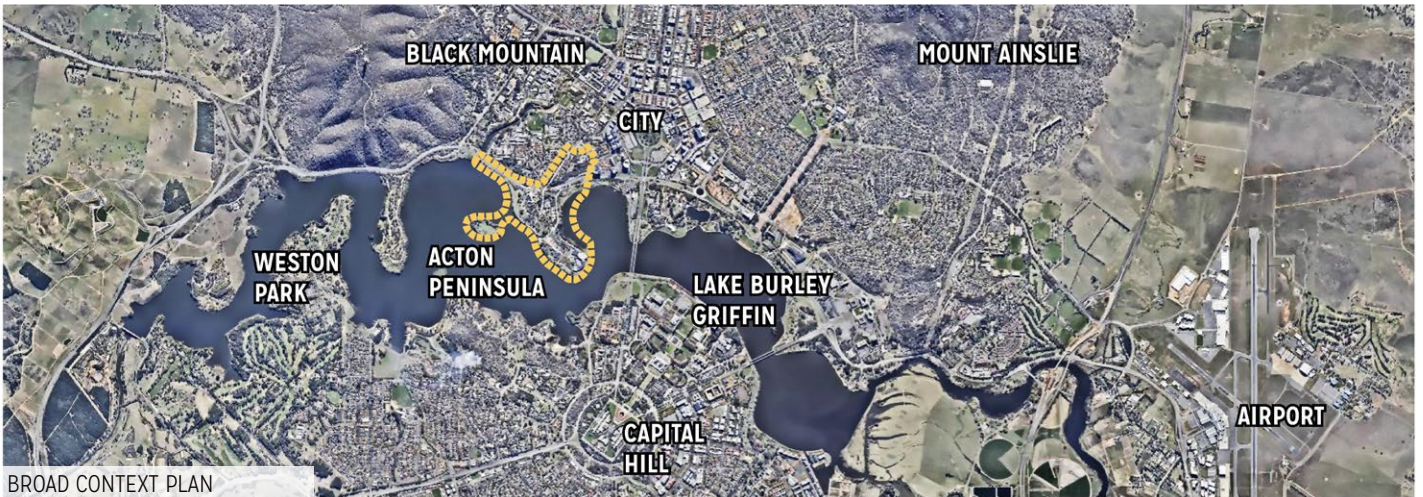 BLACK MOUNTAIN
MOUNT AINSLIE
CITY
WESTON
PARK
ACTON
PENINSULA
LAKE BURLEY
GRIFFIN
CAPITAL
HILL
AIRPORT
BROAD CONTEXT PLAN